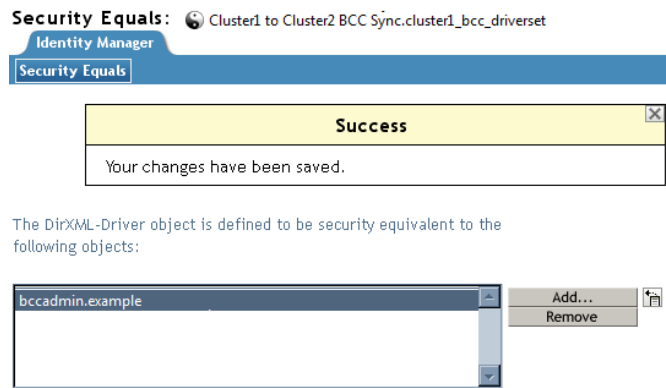 Security Equals: Cluster1 to Cluster2 BCC Sync.cluster1_bcc_driverset
Identity Manager
Security Equals
Success
Your changes have been saved.
The DirXML-Driver object is defined to be security equivalent to the
following objects:
bccadmin.example
Add...
Remove